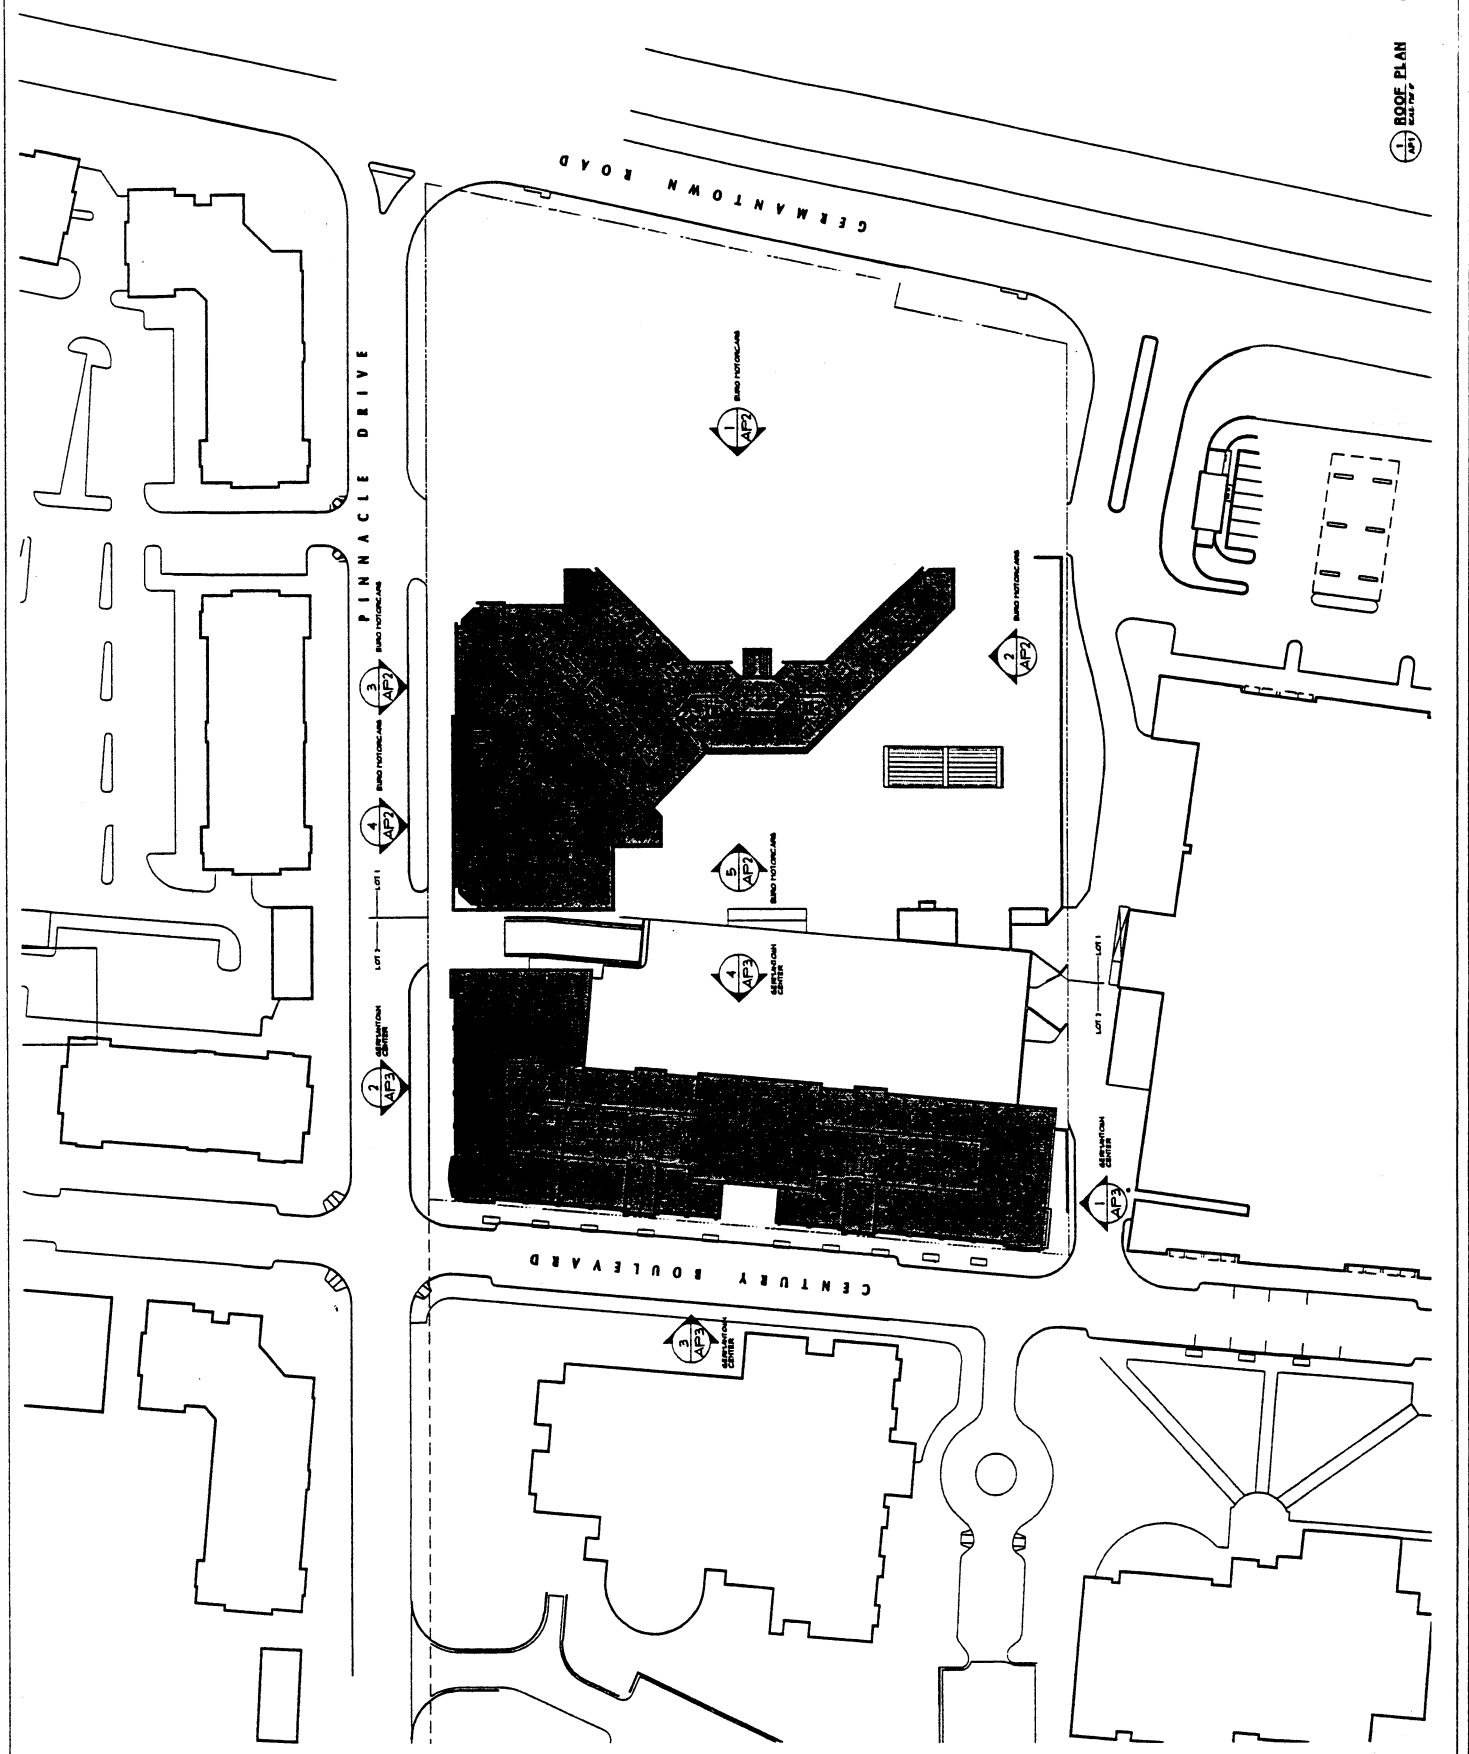 1
AP1
ROOF PLAN
GERMANTOWN ROAD
PINNACLE DRIVE
1
AP2
EURO MOTORCARS
2
AP2
EURO MOTORCARS
3
AP2
EURO MOTORCARS
4
AP2
EURO MOTORCARS
5
AP2
EURO MOTORCARS
LOT 1
LOT 2
LOT 1
LOT 2
4
AP3
GERMANTOWN
CENTER
2
AP3
GERMANTOWN
CENTER
1
AP3
GERMANTOWN
CENTER
CENTURY BOULEVARD
3
AP3
GERMANTOWN
CENTER